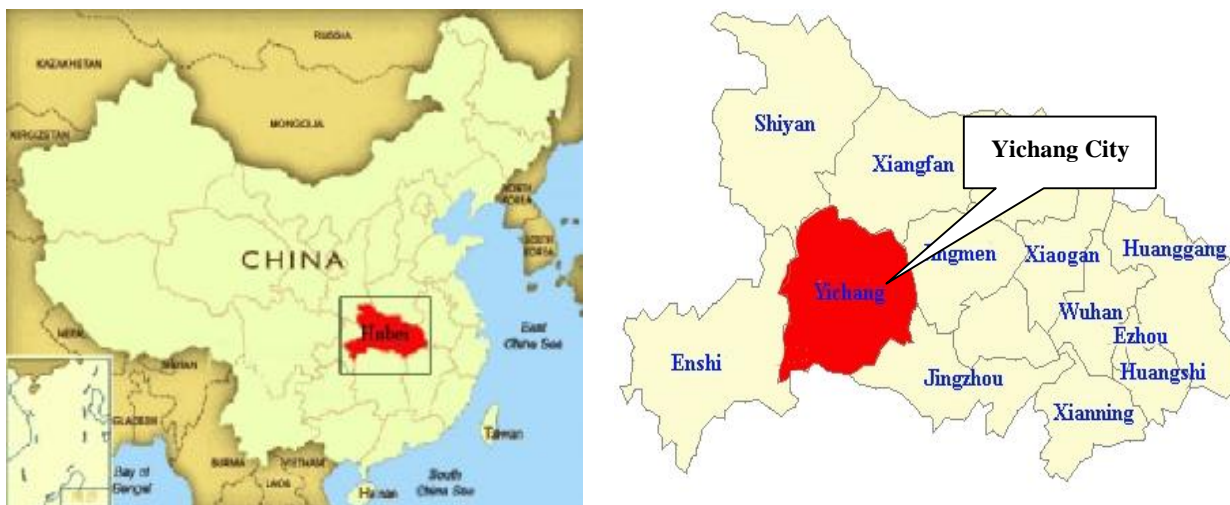 RUSSIA
KAZAKHSTAN
MONGOLIA
KYRGYZSTAN
NORTH
KOREA
SOUTH
KOREA
CHINA
Hubei
East
China Sea
Taiwan
Bay of
Bengal
BURMA
VIETNAM
LAOS
Hainan
South
China Sea
Shiyan
Xiangfan
Yichang City
Jingmen
Xiaogan
Huanggang
Yichang
Wuhan
Ezhou
Enshi
Jingzhou
Huangshi
Xianning